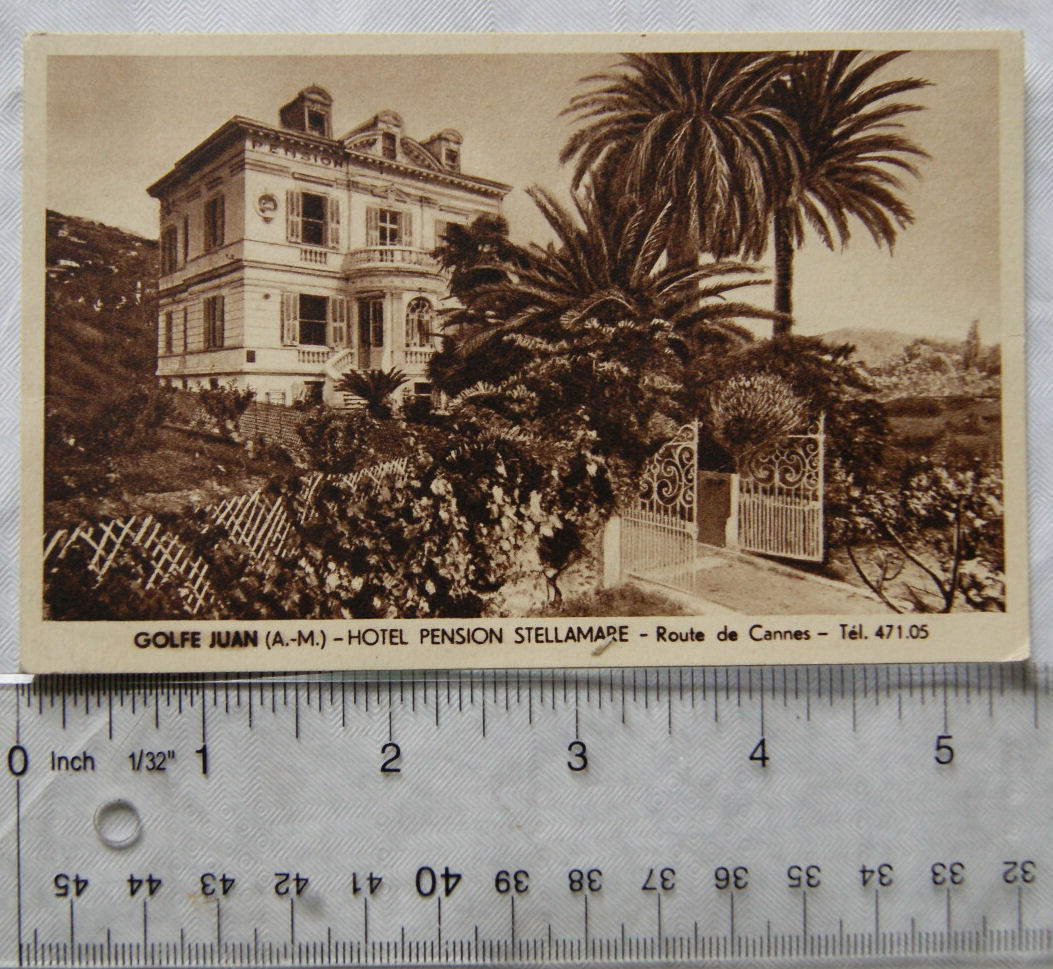 PENSION
GOLFE JUAN (A.-M.) – HOTEL PENSION STELLAMARE – Route de Cannes – Tél. 471.05
0 Inch 1/32" 1 2 3 4 5
45 44 43 42 41 40 39 38 37 36 35 34 33 32